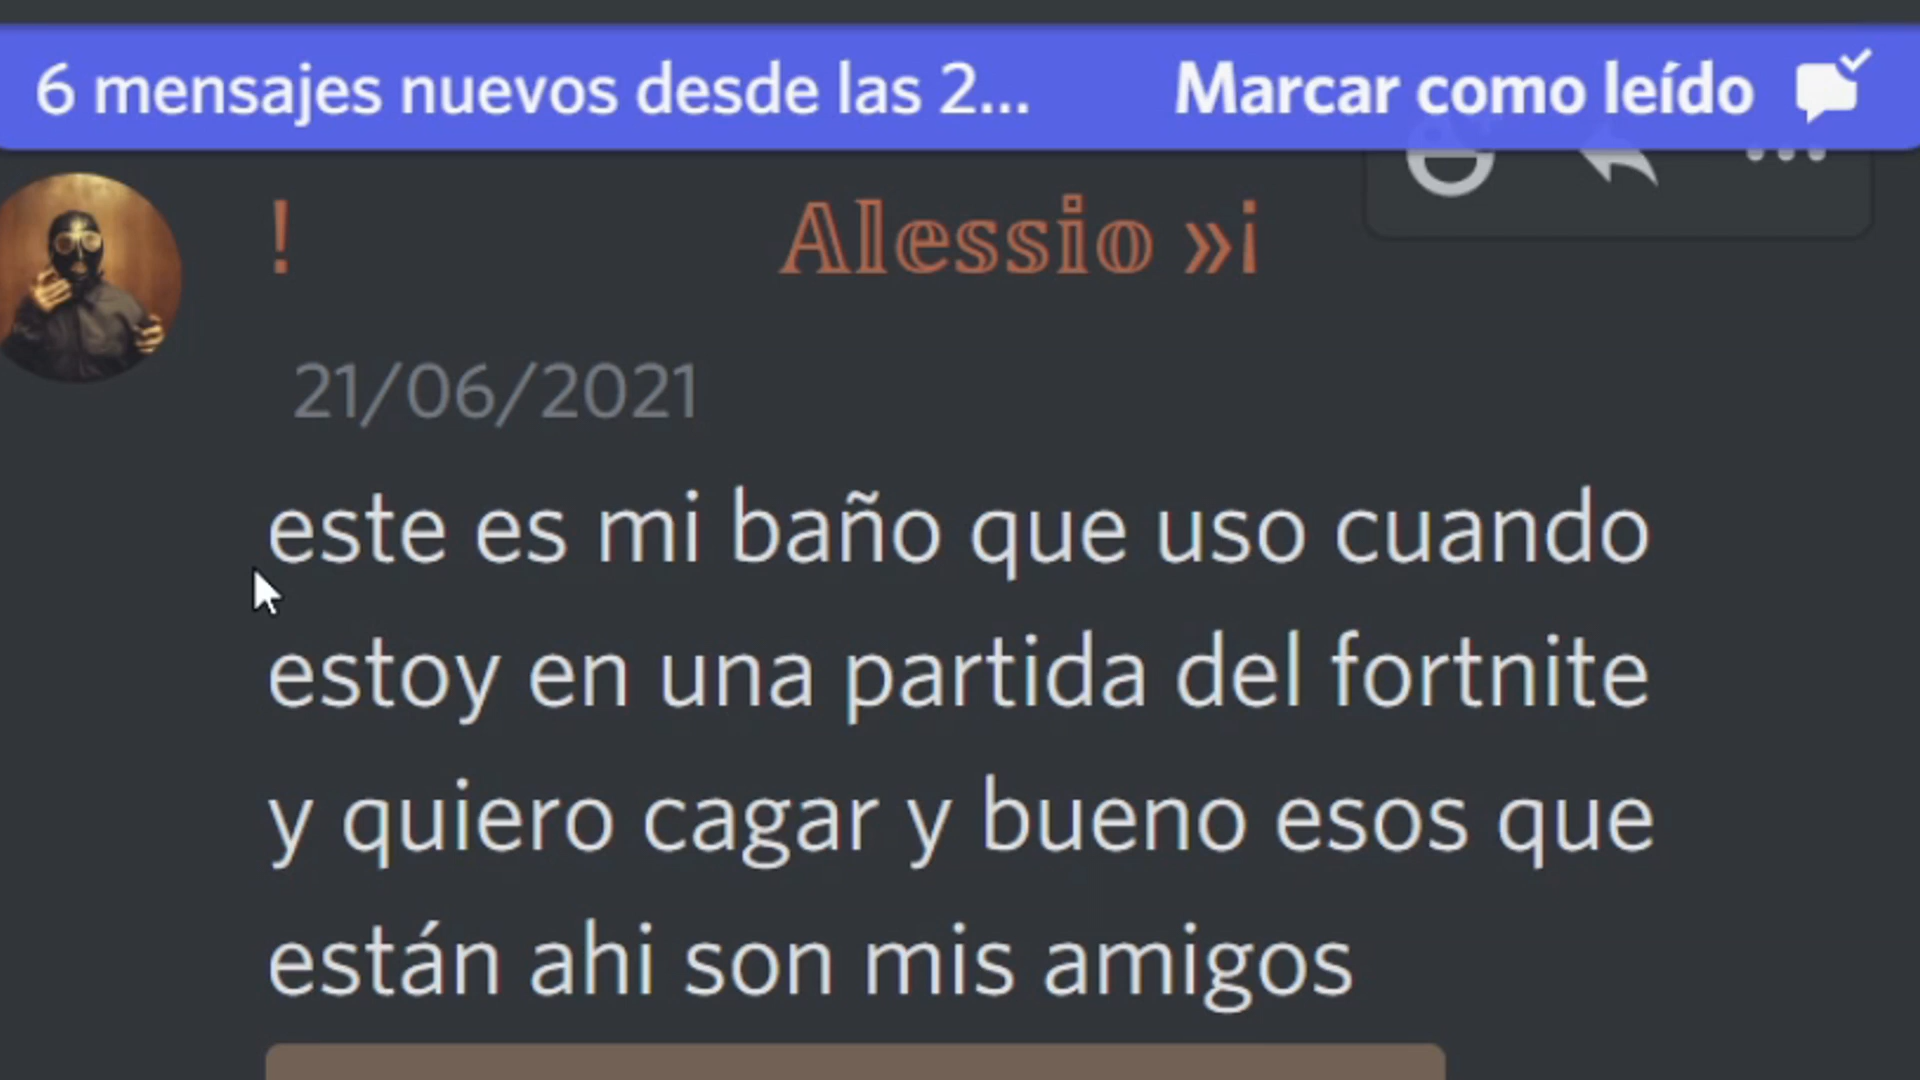 6 mensajes nuevos desde las 2... Marcar como leído
! 𝔸𝕝𝕖𝕤𝕤𝕚𝕠 »¡
21/06/2021
este es mi baño que uso cuando
estoy en una partida del fortnite
y quiero cagar y bueno esos que
están ahi son mis amigos